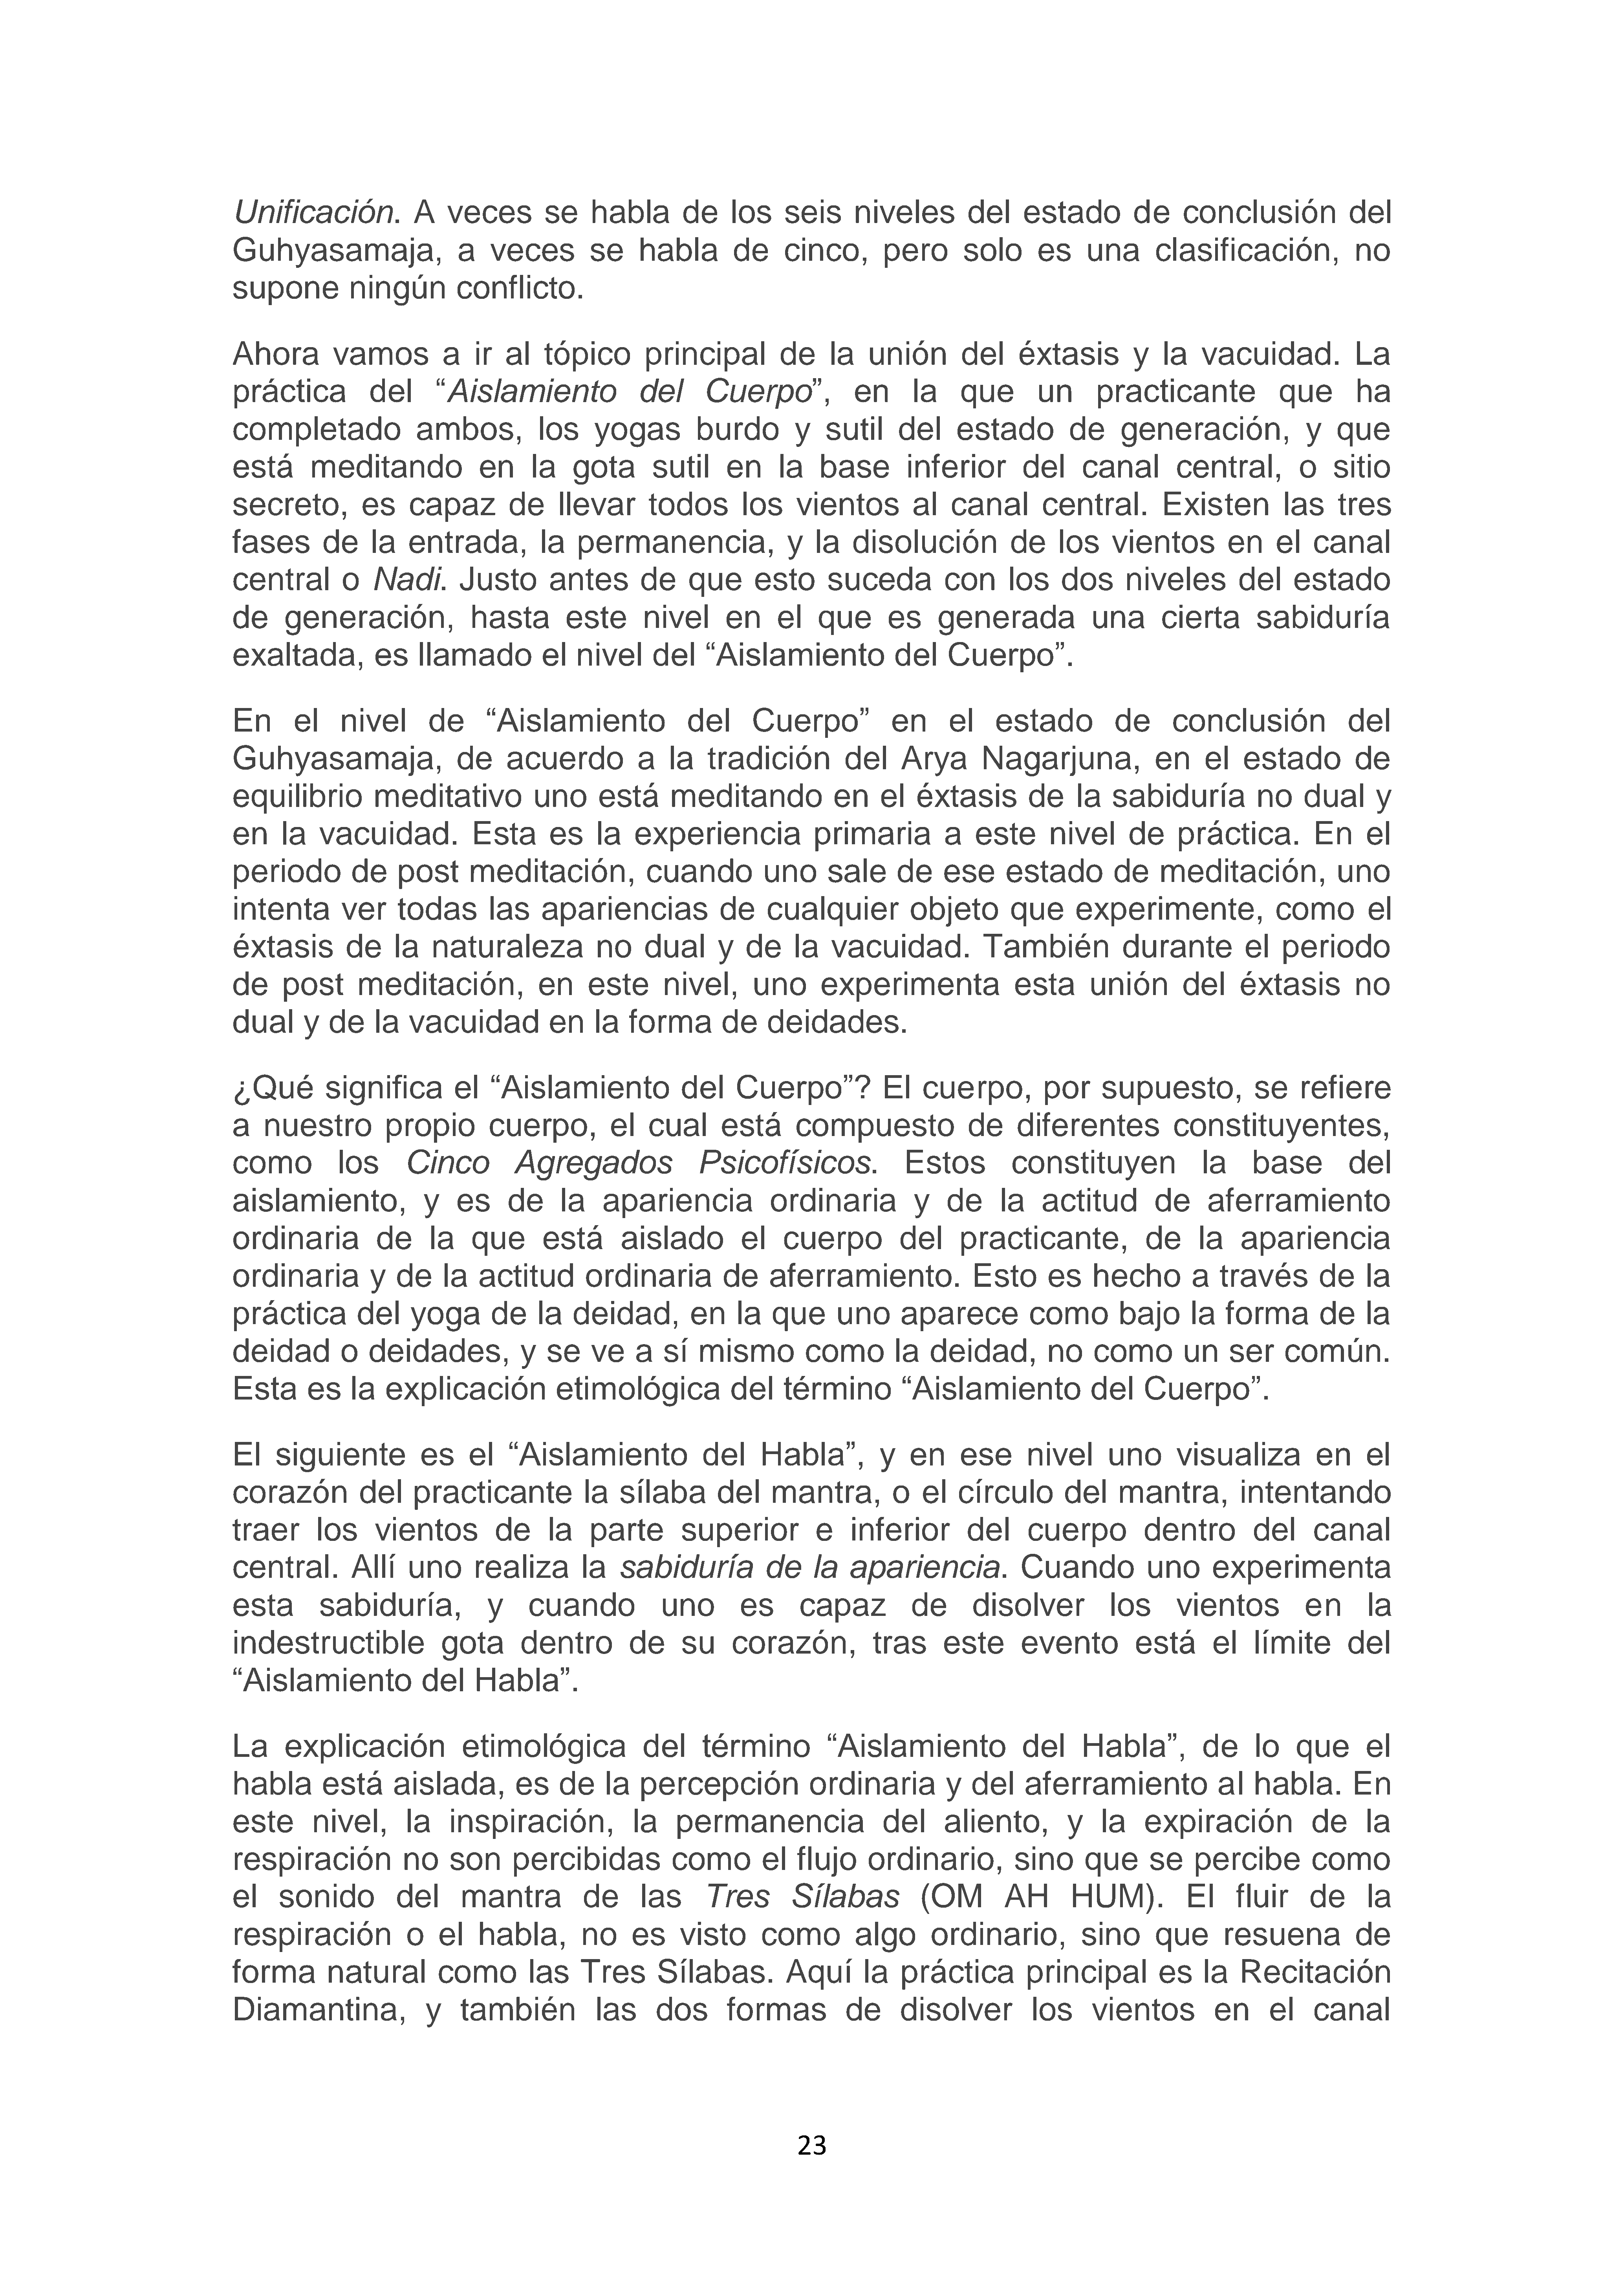 Unificación. A veces se habla de los seis niveles del estado de conclusión del
Guhyasamaja, a veces se habla de cinco, pero solo es una clasificación, no
supone ningún conflicto.
Ahora vamos a ir al tópico principal de la unión del éxtasis y la vacuidad. La
práctica del “Aislamiento del Cuerpo”, en la que un practicante que ha
completado ambos, los yogas burdo y sutil del estado de generación, y que
está meditando en la gota sutil en la base inferior del canal central, o sitio
secreto, es capaz de llevar todos los vientos al canal central. Existen las tres
fases de la entrada, la permanencia, y la disolución de los vientos en el canal
central o Nadi. Justo antes de que esto suceda con los dos niveles del estado
de generación, hasta este nivel en el que es generada una cierta sabiduría
exaltada, es llamado el nivel del “Aislamiento del Cuerpo”.
En el nivel de “Aislamiento del Cuerpo” en el estado de conclusión del
Guhyasamaja, de acuerdo a la tradición del Arya Nagarjuna, en el estado de
equilibrio meditativo uno está meditando en el éxtasis de la sabiduría no dual y
en la vacuidad. Esta es la experiencia primaria a este nivel de práctica. En el
periodo de post meditación, cuando uno sale de ese estado de meditación, uno
intenta ver todas las apariencias de cualquier objeto que experimente, como el
éxtasis de la naturaleza no dual y de la vacuidad. También durante el periodo
de post meditación, en este nivel, uno experimenta esta unión del éxtasis no
dual y de la vacuidad en la forma de deidades.
¿Qué significa el “Aislamiento del Cuerpo”? El cuerpo, por supuesto, se refiere
a nuestro propio cuerpo, el cual está compuesto de diferentes constituyentes,
como los Cinco Agregados Psicofísicos. Estos constituyen la base del
aislamiento, y es de la apariencia ordinaria y de la actitud de aferramiento
ordinaria de la que está aislado el cuerpo del practicante, de la apariencia
ordinaria y de la actitud ordinaria de aferramiento. Esto es hecho a través de la
práctica del yoga de la deidad, en la que uno aparece como bajo la forma de la
deidad o deidades, y se ve a sí mismo como la deidad, no como un ser común.
Esta es la explicación etimológica del término “Aislamiento del Cuerpo”.
El siguiente es el “Aislamiento del Habla”, y en ese nivel uno visualiza en el
corazón del practicante la sílaba del mantra, o el círculo del mantra, intentando
traer los vientos de la parte superior e inferior del cuerpo dentro del canal
central. Allí uno realiza la sabiduría de la apariencia. Cuando uno experimenta
esta sabiduría, y cuando uno es capaz de disolver los vientos en la
indestructible gota dentro de su corazón, tras este evento está el límite del
“Aislamiento del Habla”.
La explicación etimológica del término “Aislamiento del Habla”, de lo que el
habla está aislada, es de la percepción ordinaria y del aferramiento al habla. En
este nivel, la inspiración, la permanencia del aliento, y la expiración de la
respiración no son percibidas como el flujo ordinario, sino que se percibe como
el sonido del mantra de las Tres Sílabas (OM AH HUM). El fluir de la
respiración o el habla, no es visto como algo ordinario, sino que resuena de
forma natural como las Tres Sílabas. Aquí la práctica principal es la Recitación
Diamantina, y también las dos formas de disolver los vientos en el canal
23